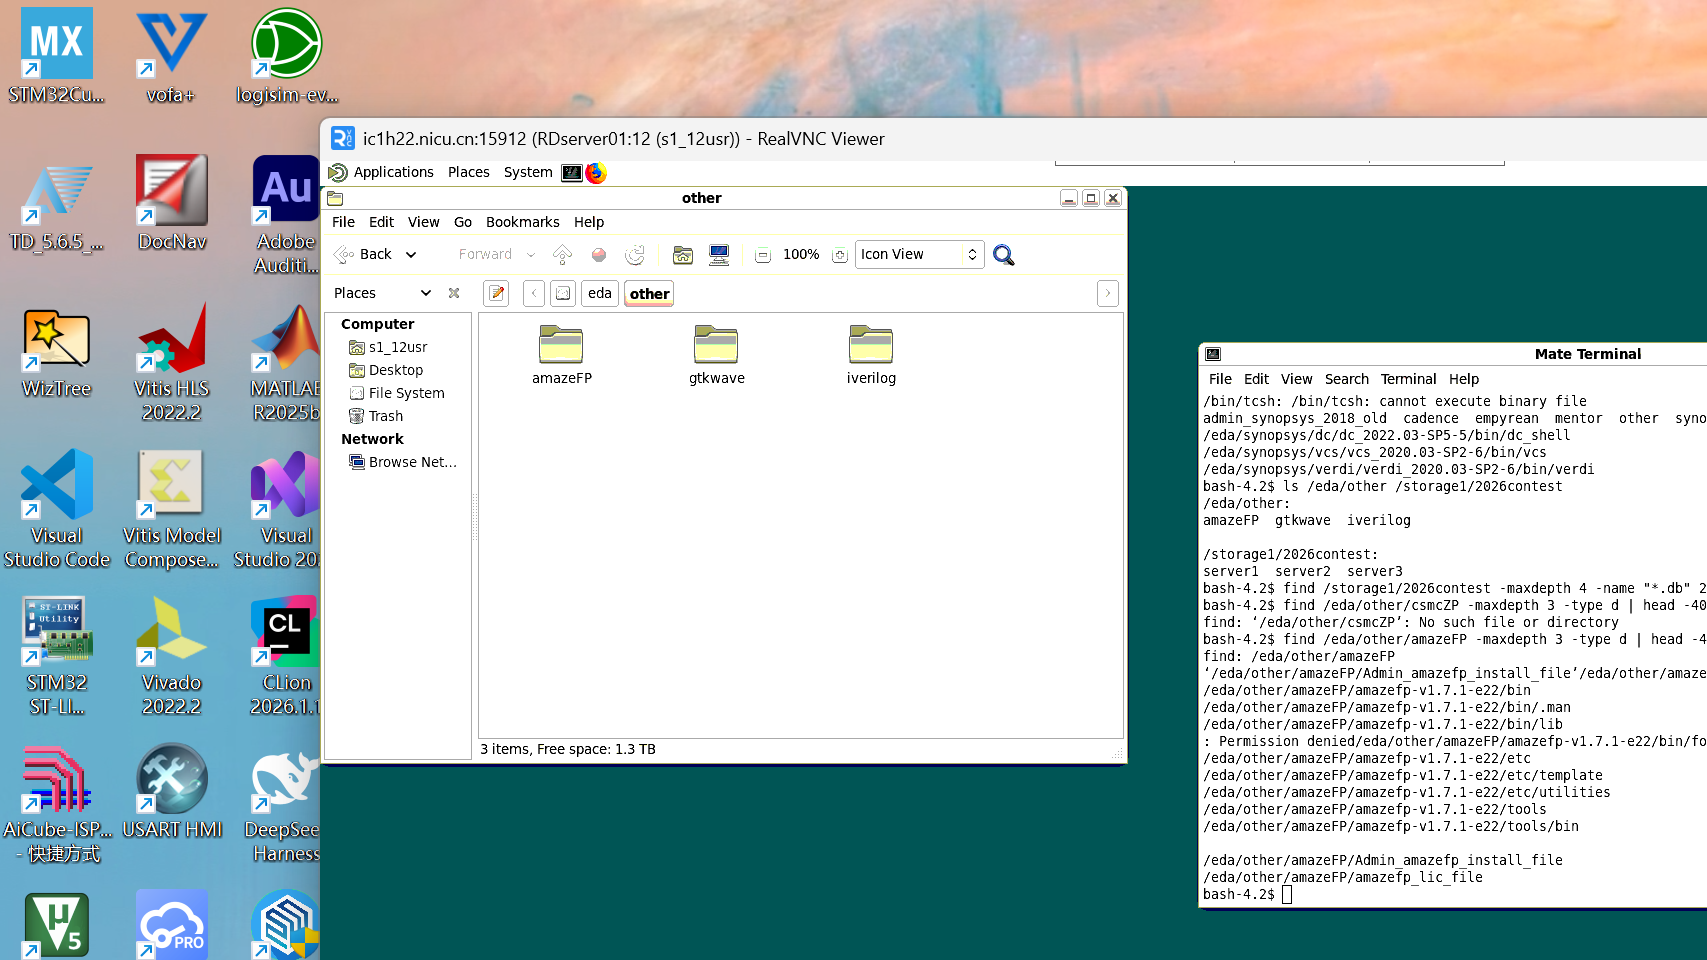 MX
STM32Cu...
vofa+
logisim-ev...
TD_5.6.5_...
DocNav
Au
Adobe
Auditi...
WizTree
Vitis HLS
2022.2
MATLAB
R2025b
Visual
Studio Code
Vitis Model
Compose...
Visual
Studio 20
ST-LINK
Utility
STM32
ST-LI...
Vivado
2022.2
CL
CLion
2026.1.1
AiCube-ISP...
- 快捷方式
USART HMI
DeepSee
Harness
μ
V
5
PRO
ic1h22.nicu.cn:15912 (RDserver01:12 (s1_12usr)) - RealVNC Viewer
Applications Places System
other
File Edit View Go Bookmarks Help
Back Forward 100% Icon View
Places eda other
Computer
s1_12usr
Desktop
File System
Trash
Network
Browse Net...
amazeFP gtkwave iverilog
3 items, Free space: 1.3 TB
Mate Terminal
File Edit View Search Terminal Help
/bin/tcsh: /bin/tcsh: cannot execute binary file
admin_synopsys_2018_old cadence empyrean mentor other syno
/eda/synopsys/dc/dc_2022.03-SP5-5/bin/dc_shell
/eda/synopsys/vcs/vcs_2020.03-SP2-6/bin/vcs
/eda/synopsys/verdi/verdi_2020.03-SP2-6/bin/verdi
bash-4.2$ ls /eda/other /storage1/2026contest
/eda/other:
amazeFP gtkwave iverilog
/storage1/2026contest:
server1 server2 server3
bash-4.2$ find /storage1/2026contest -maxdepth 4 -name "*.db" 2
bash-4.2$ find /eda/other/csmcZP -maxdepth 3 -type d | head -40
find: ‘/eda/other/csmcZP’: No such file or directory
bash-4.2$ find /eda/other/amazeFP -maxdepth 3 -type d | head -4
find: /eda/other/amazeFP
‘/eda/other/amazeFP/Admin_amazefp_install_file’/eda/other/amaze
/eda/other/amazeFP/amazefp-v1.7.1-e22/bin
/eda/other/amazeFP/amazefp-v1.7.1-e22/bin/.man
/eda/other/amazeFP/amazefp-v1.7.1-e22/bin/lib
: Permission denied/eda/other/amazeFP/amazefp-v1.7.1-e22/bin/fo
/eda/other/amazeFP/amazefp-v1.7.1-e22/etc
/eda/other/amazeFP/amazefp-v1.7.1-e22/etc/template
/eda/other/amazeFP/amazefp-v1.7.1-e22/etc/utilities
/eda/other/amazeFP/amazefp-v1.7.1-e22/tools
/eda/other/amazeFP/amazefp-v1.7.1-e22/tools/bin
/eda/other/amazeFP/Admin_amazefp_install_file
/eda/other/amazeFP/amazefp_lic_file
bash-4.2$